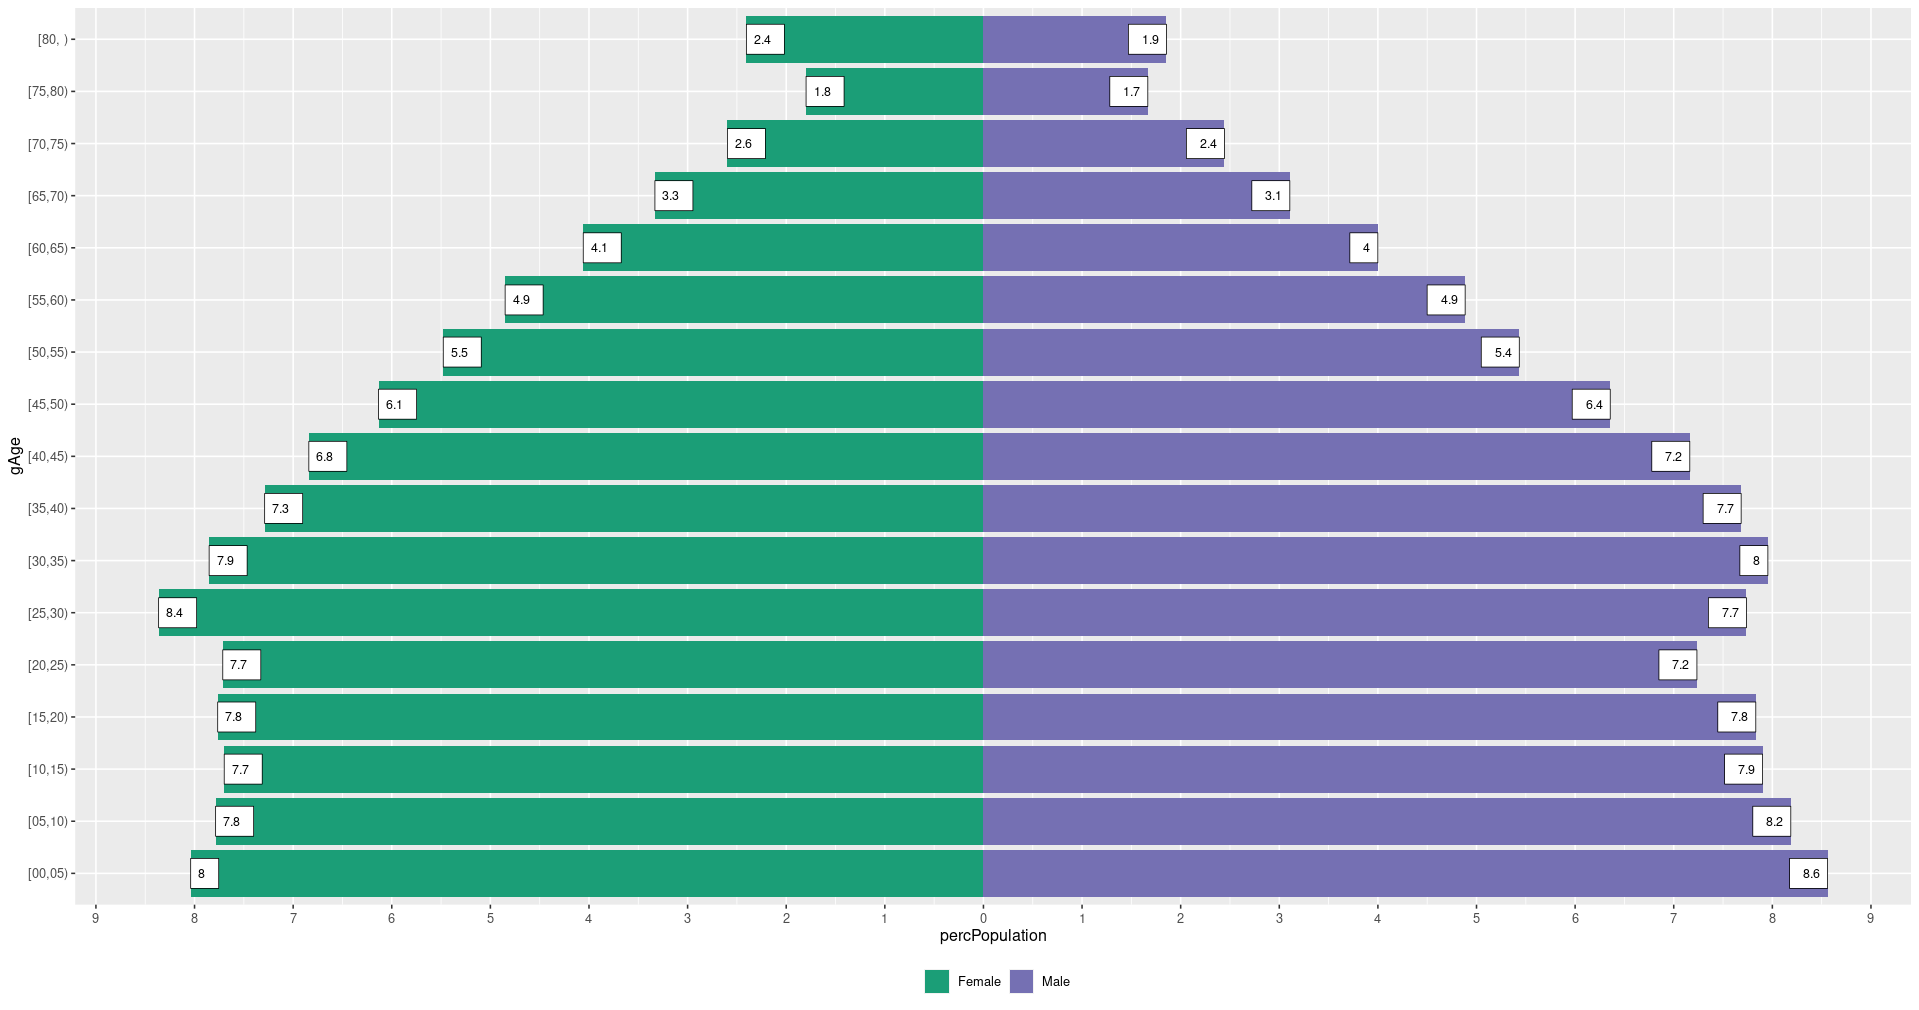 [80, ) 2.4 1.9
[75,80) 1.8 1.7
[70,75) 2.6 2.4
[65,70) 3.3 3.1
[60,65) 4.1 4
[55,60) 4.9 4.9
[50,55) 5.5 5.4
[45,50) 6.1 6.4
[40,45) 6.8 7.2
gAge
[35,40) 7.3 7.7
[30,35) 7.9 8
[25,30) 8.4 7.7
[20,25) 7.7 7.2
[15,20) 7.8 7.8
[10,15) 7.7 7.9
[05,10) 7.8 8.2
[00,05) 8 8.6
9 8 7 6 5 4 3 2 1 0 1 2 3 4 5 6 7 8 9
percPopulation
Female Male